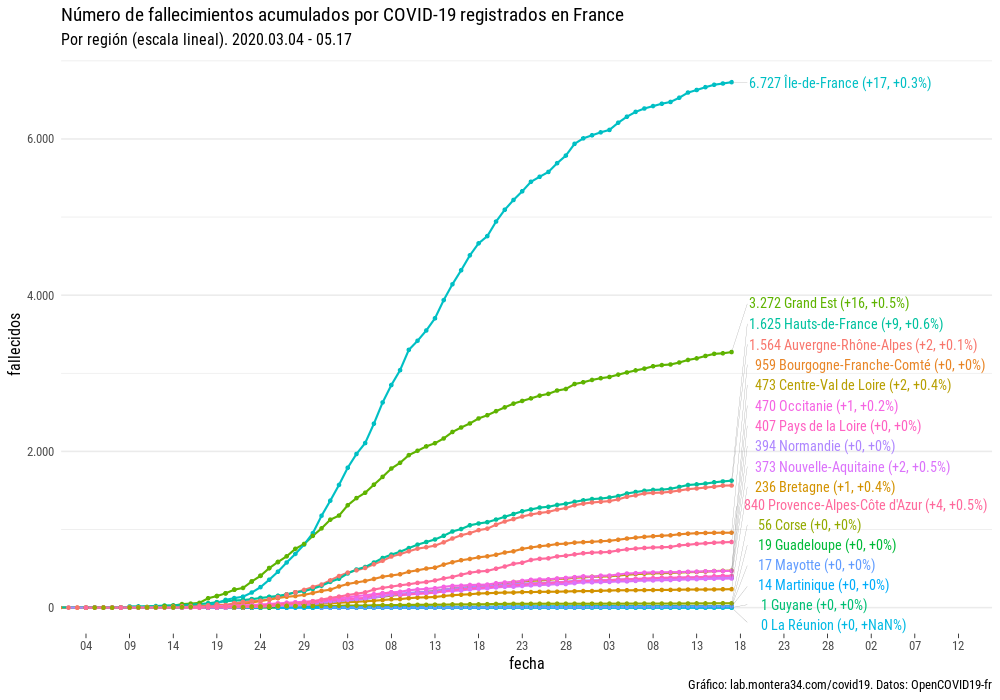 Número de fallecimientos acumulados por COVID-19 registrados en France
Por región (escala lineal). 2020.03.04 - 05.17
fallecidos
6.000
4.000
2.000
0
6.727 Île-de-France (+17, +0.3%)
3.272 Grand Est (+16, +0.5%)
1.625 Hauts-de-France (+9, +0.6%)
1.564 Auvergne-Rhône-Alpes (+2, +0.1%)
959 Bourgogne-Franche-Comté (+0, +0%)
473 Centre-Val de Loire (+2, +0.4%)
470 Occitanie (+1, +0.2%)
407 Pays de la Loire (+0, +0%)
394 Normandie (+0, +0%)
373 Nouvelle-Aquitaine (+2, +0.5%)
236 Bretagne (+1, +0.4%)
840 Provence-Alpes-Côte d'Azur (+4, +0.5%)
56 Corse (+0, +0%)
19 Guadeloupe (+0, +0%)
17 Mayotte (+0, +0%)
14 Martinique (+0, +0%)
1 Guyane (+0, +0%)
0 La Réunion (+0, +NaN%)
04 09 14 19 24 29 03 08 13 18 23 28 03 08 13 18 23 28 02 07 12
fecha
Gráfico: lab.montera34.com/covid19. Datos: OpenCOVID19-fr